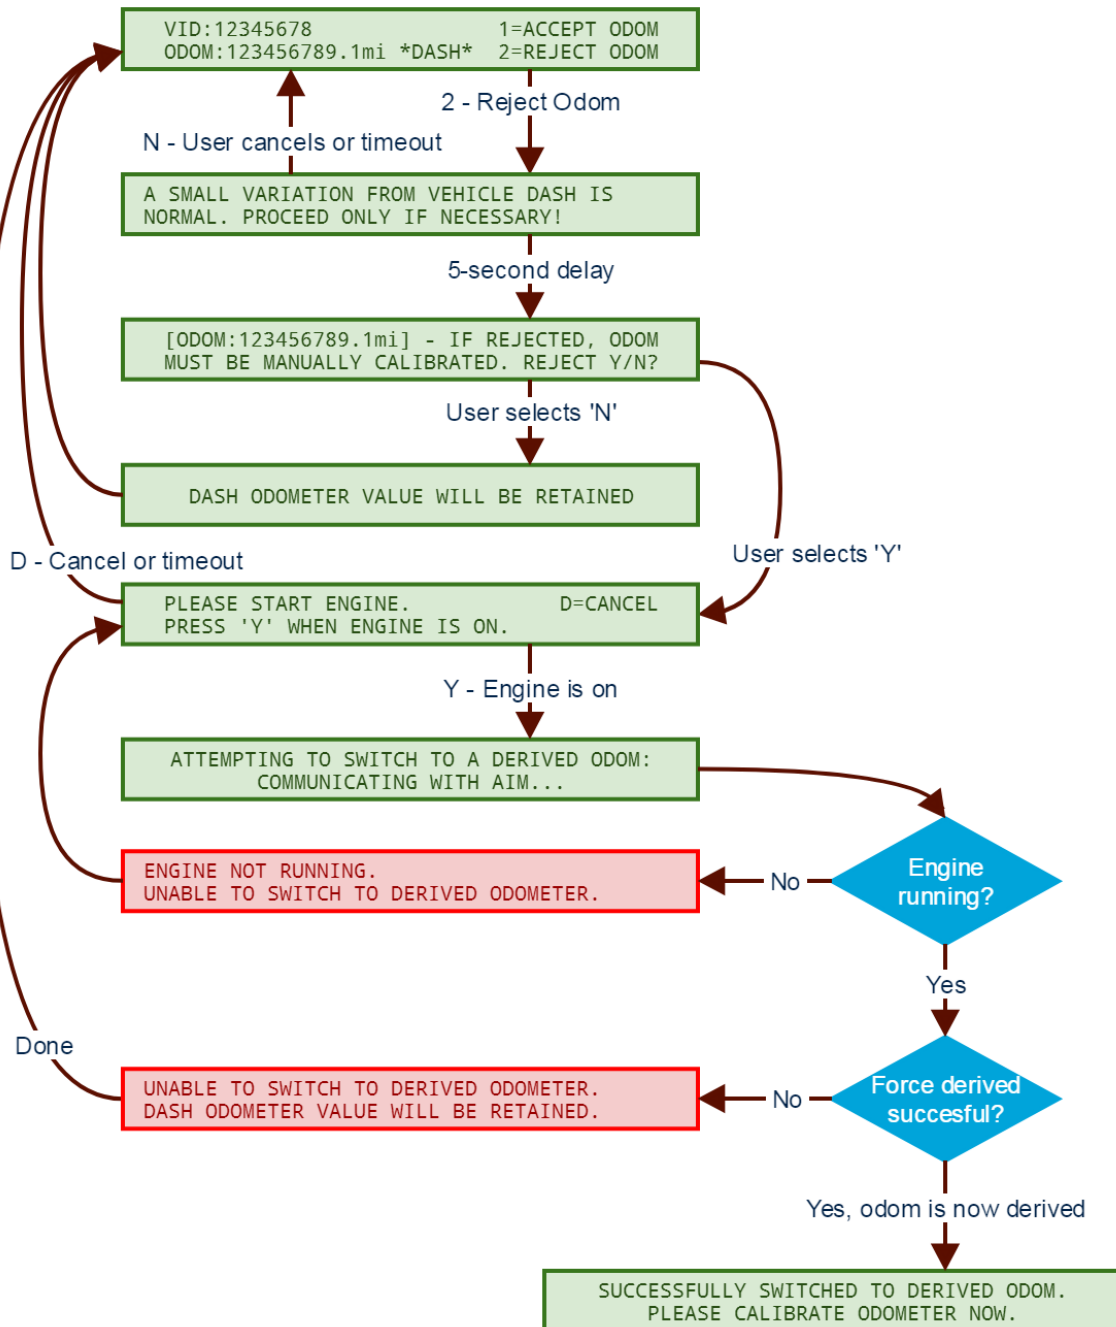 VID:12345678 1=ACCEPT ODOM
ODOM:123456789.1mi *DASH* 2=REJECT ODOM
2 - Reject Odom
N - User cancels or timeout
A SMALL VARIATION FROM VEHICLE DASH IS
NORMAL. PROCEED ONLY IF NECESSARY!
5-second delay
[ODOM:123456789.1mi] - IF REJECTED, ODOM
MUST BE MANUALLY CALIBRATED. REJECT Y/N?
User selects 'N'
DASH ODOMETER VALUE WILL BE RETAINED
User selects 'Y'
D - Cancel or timeout
PLEASE START ENGINE. D=CANCEL
PRESS 'Y' WHEN ENGINE IS ON.
Y - Engine is on
ATTEMPTING TO SWITCH TO A DERIVED ODOM:
COMMUNICATING WITH AIM...
Engine
running?
No
ENGINE NOT RUNNING.
UNABLE TO SWITCH TO DERIVED ODOMETER.
Yes
Done
Force derived
succesful?
No
UNABLE TO SWITCH TO DERIVED ODOMETER.
DASH ODOMETER VALUE WILL BE RETAINED.
Yes, odom is now derived
SUCCESSFULLY SWITCHED TO DERIVED ODOM.
PLEASE CALIBRATE ODOMETER NOW.